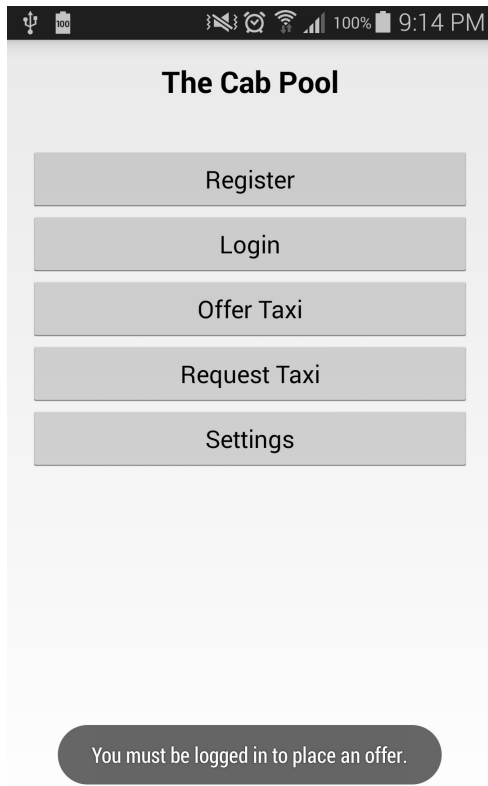 100 100% 9:14 PM
The Cab Pool
Register
Login
Offer Taxi
Request Taxi
Settings
You must be logged in to place an offer.